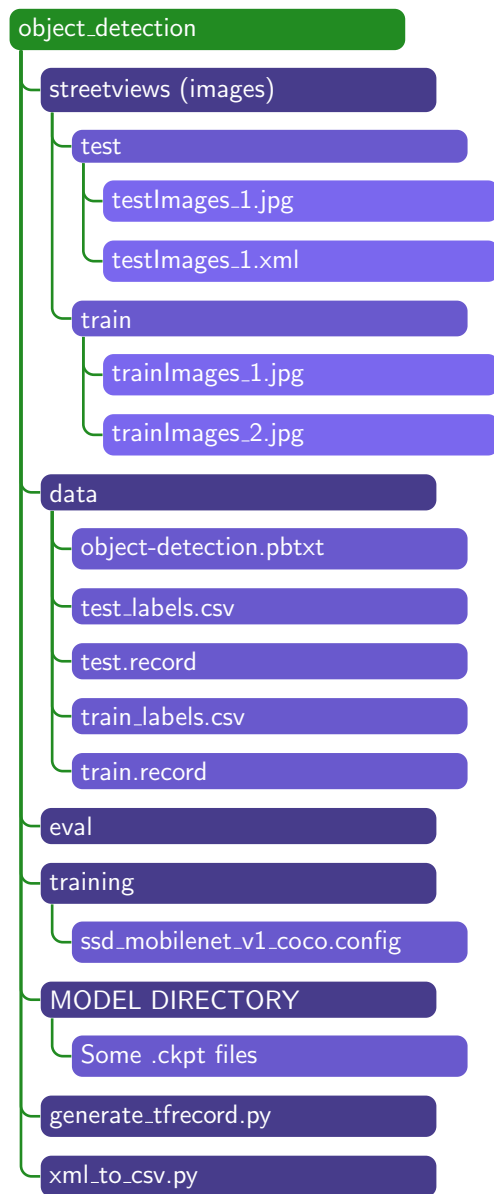 object_detection
streetviews (images)
test
testImages_1.jpg
testImages_1.xml
train
trainImages_1.jpg
trainImages_2.jpg
data
object-detection.pbtxt
test_labels.csv
test.record
train_labels.csv
train.record
eval
training
ssd_mobilenet_v1_coco.config
MODEL DIRECTORY
Some .ckpt files
generate_tfrecord.py
xml_to_csv.py